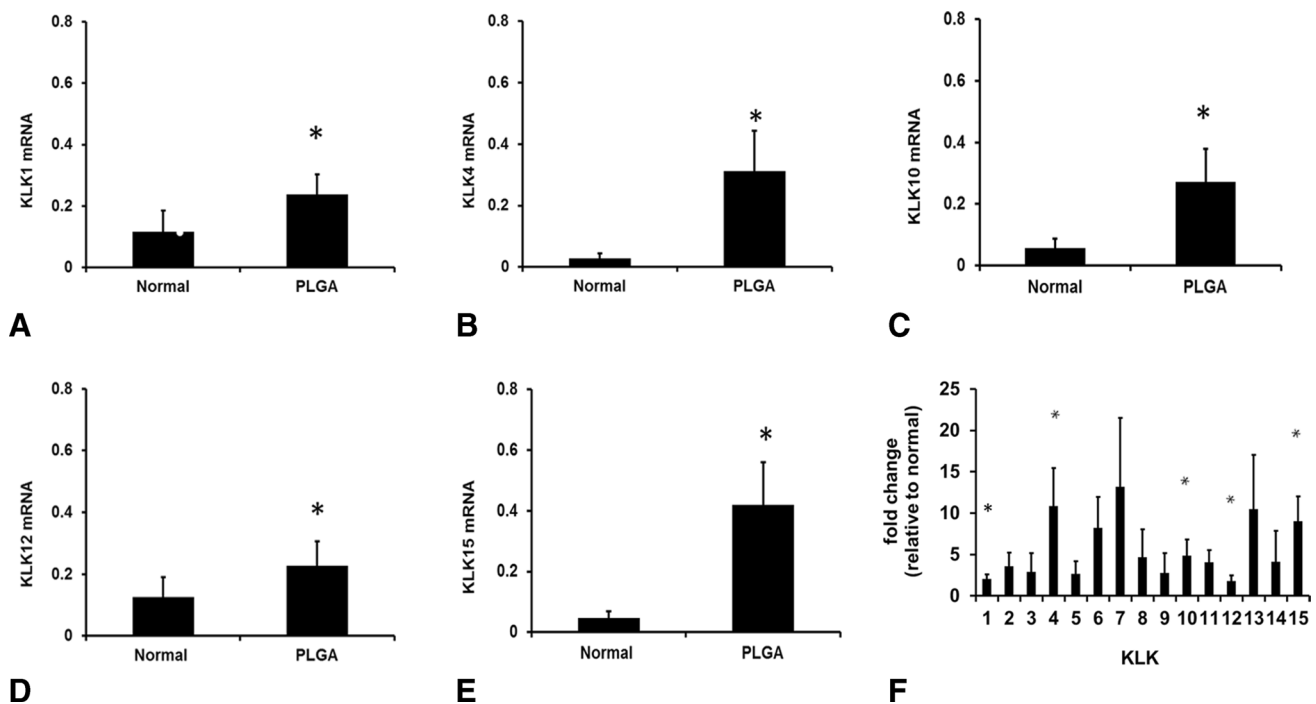 0.8
0.6
0.4
0.2
0
KLK1 mRNA
*
Normal PLGA
A
0.8
0.6
0.4
0.2
0
KLK4 mRNA
*
Normal PLGA
B
0.8
0.6
0.4
0.2
0
KLK10 mRNA
*
Normal PLGA
C
0.8
0.6
0.4
0.2
0
KLK12 mRNA
*
Normal PLGA
D
0.8
0.6
0.4
0.2
0
KLK15 mRNA
*
Normal PLGA
E
fold change
(relative to normal)
25
20
15
10
5
0
* * * * *
1 2 3 4 5 6 7 8 9 10 11 12 13 14 15
KLK
F